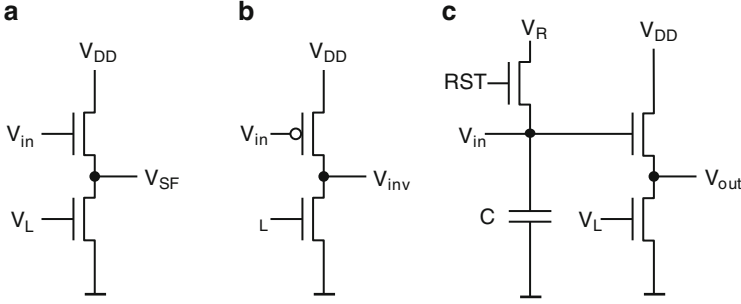 a
V_DD
V_in
V_SF
V_L
b
V_DD
V_in
V_inv
L
c
V_R
V_DD
RST
V_in
V_out
C
V_L